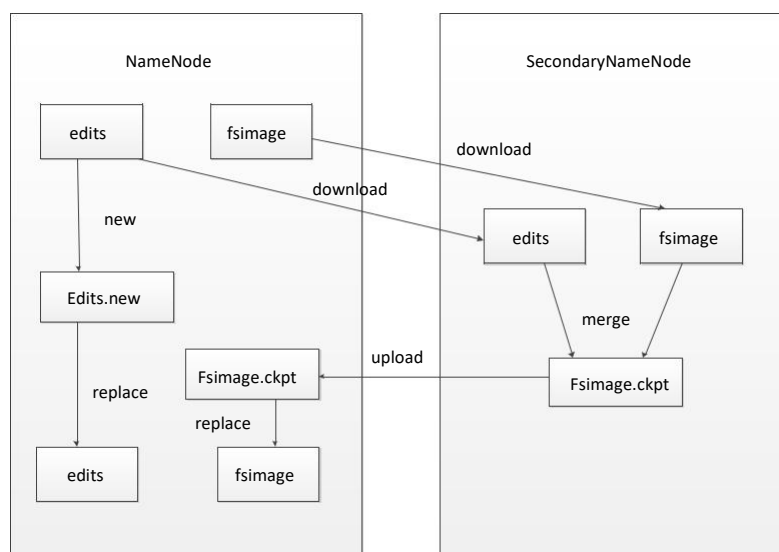 NameNode
SecondaryNameNode
edits
fsimage
download
download
new
edits
fsimage
Edits.new
merge
upload
Fsimage.ckpt
Fsimage.ckpt
replace
replace
edits
fsimage